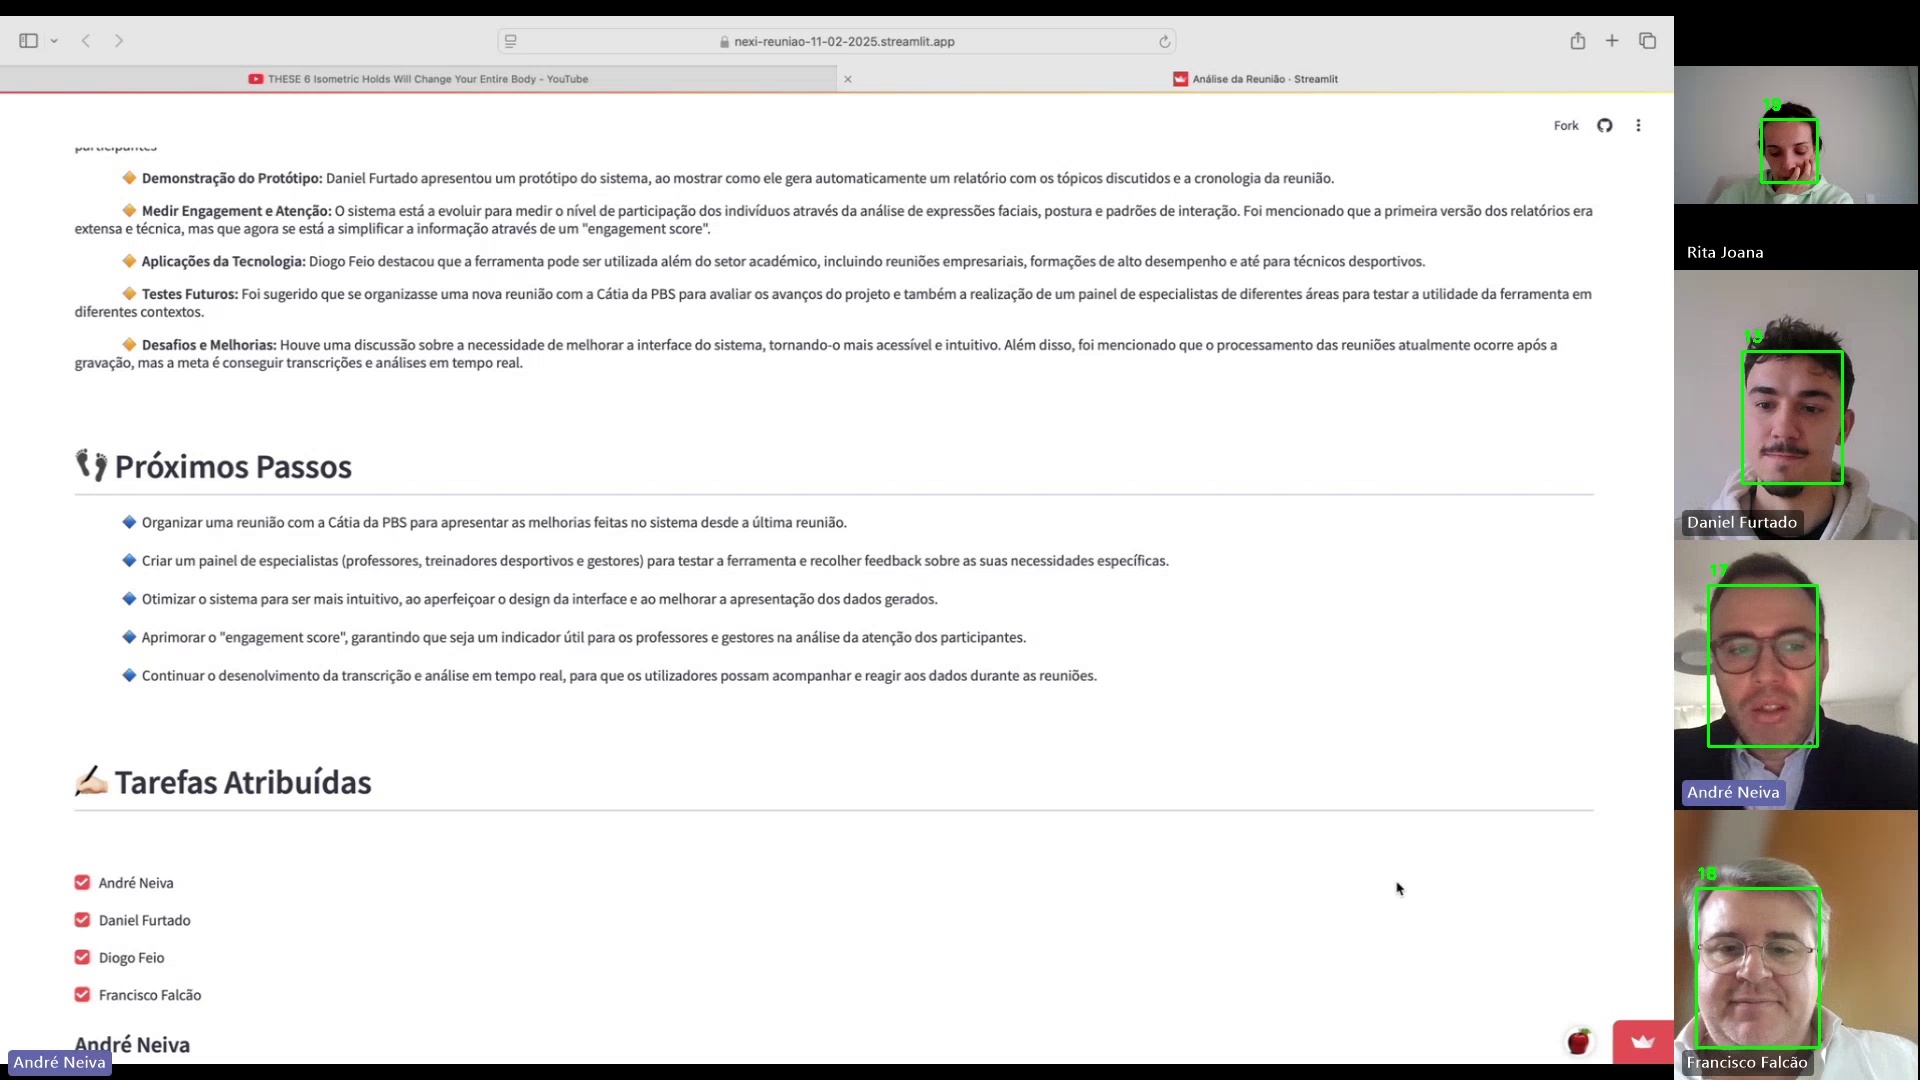 nexi-reuniao-11-02-2025.streamlit.app
THESE 6 Isometric Holds Will Change Your Entire Body - YouTube
Análise da Reunião · Streamlit
Fork
participantes
Demonstração do Protótipo: Daniel Furtado apresentou um protótipo do sistema, ao mostrar como ele gera automaticamente um relatório com os tópicos discutidos e a cronologia da reunião.
Medir Engagement e Atenção: O sistema está a evoluir para medir o nível de participação dos indivíduos através da análise de expressões faciais, postura e padrões de interação. Foi mencionado que a primeira versão dos relatórios era
extensa e técnica, mas que agora se está a simplificar a informação através de um "engagement score".
Aplicações da Tecnologia: Diogo Feio destacou que a ferramenta pode ser utilizada além do setor académico, incluindo reuniões empresariais, formações de alto desempenho e até para técnicos desportivos.
Testes Futuros: Foi sugerido que se organizasse uma nova reunião com a Cátia da PBS para avaliar os avanços do projeto e também a realização de um painel de especialistas de diferentes áreas para testar a utilidade da ferramenta em
diferentes contextos.
Desafios e Melhorias: Houve uma discussão sobre a necessidade de melhorar a interface do sistema, tornando-o mais acessível e intuitivo. Além disso, foi mencionado que o processamento das reuniões atualmente ocorre após a
gravação, mas a meta é conseguir transcrições e análises em tempo real.
Próximos Passos
Organizar uma reunião com a Cátia da PBS para apresentar as melhorias feitas no sistema desde a última reunião.
Criar um painel de especialistas (professores, treinadores desportivos e gestores) para testar a ferramenta e recolher feedback sobre as suas necessidades específicas.
Otimizar o sistema para ser mais intuitivo, ao aperfeiçoar o design da interface e ao melhorar a apresentação dos dados gerados.
Aprimorar o "engagement score", garantindo que seja um indicador útil para os professores e gestores na análise da atenção dos participantes.
Continuar o desenolvimento da transcrição e análise em tempo real, para que os utilizadores possam acompanhar e reagir aos dados durante as reuniões.
Tarefas Atribuídas
André Neiva
Daniel Furtado
Diogo Feio
Francisco Falcão
André Neiva
André Neiva
Rita Joana
Daniel Furtado
17
André Neiva
Francisco Falcão